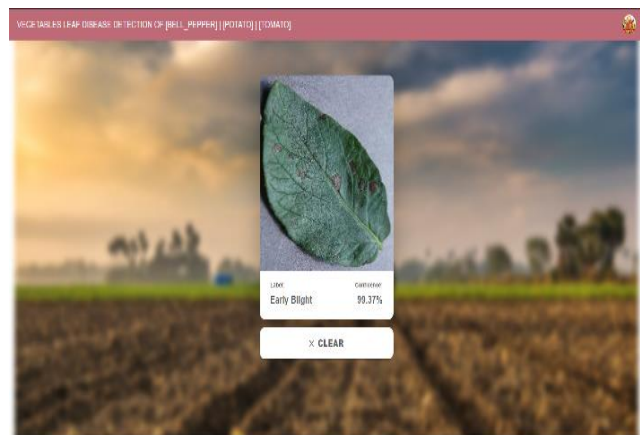 VEGETABLES LEAF DISEASE DETECTION OF [BELL_PEPPER] | [POTATO] | [TOMATO]
Label: Confidence:
Early Blight 99.37%
× CLEAR